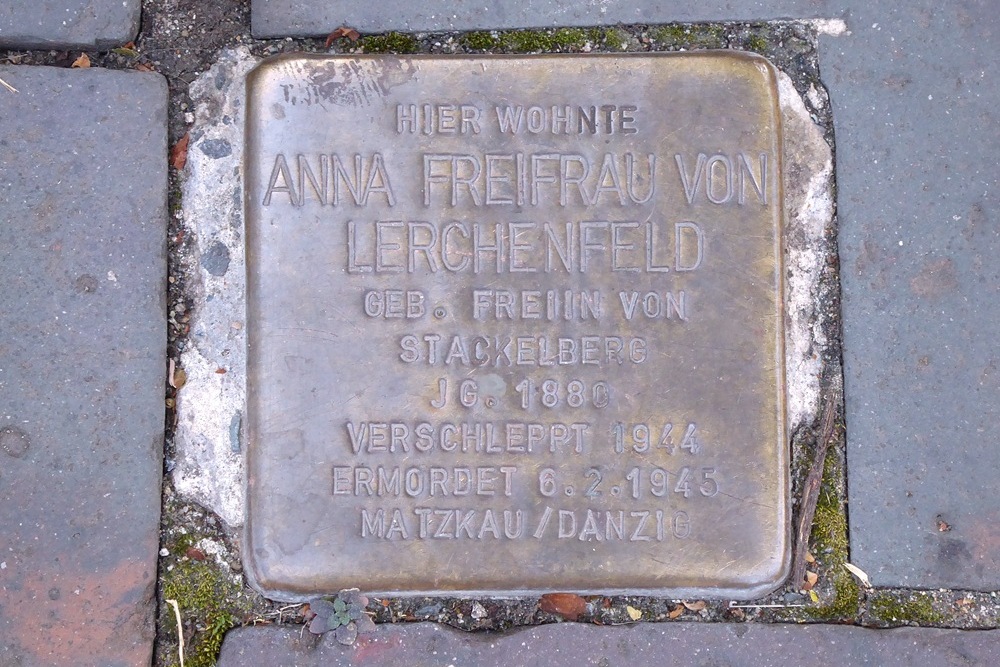 HIER WOHNTE
ANNA FREIFRAU VON
LERCHENFELD
GEB. FREIIN VON
STACKELBERG
JG. 1880
VERSCHLEPPT 1944
ERMORDET 6.2.1945
MATZKAU/DANZIG